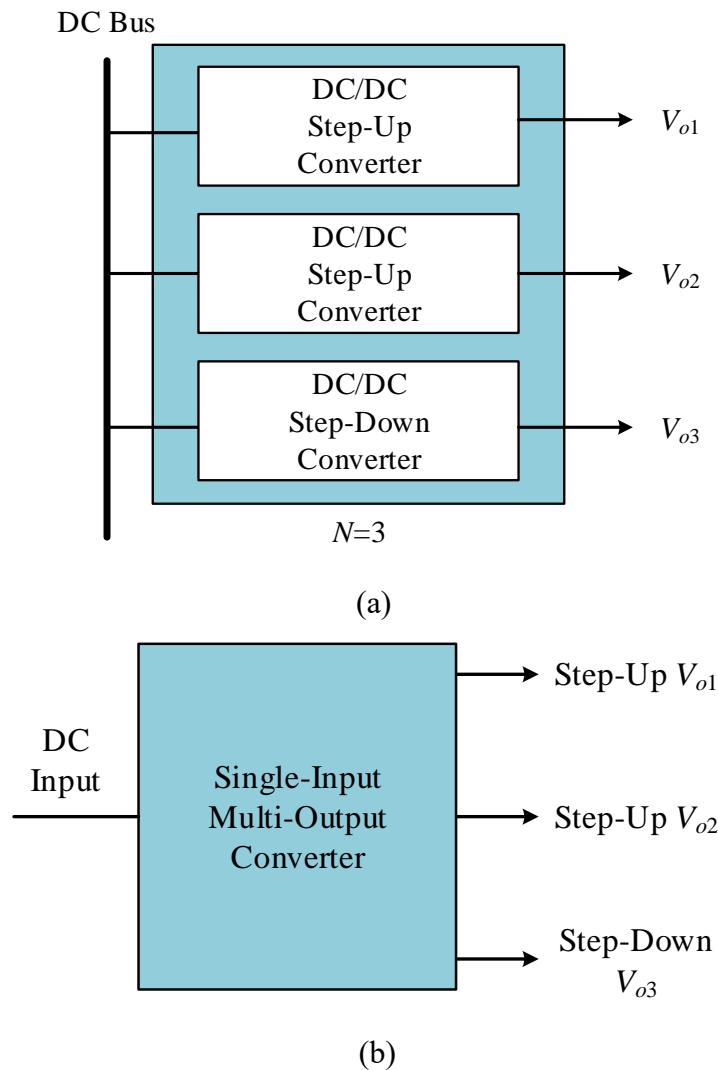 DC Bus
DC/DC
Step-Up
Converter
Vo1
DC/DC
Step-Up
Converter
Vo2
DC/DC
Step-Down
Converter
Vo3
N=3
(a)
DC
Input
Single-Input
Multi-Output
Converter
Step-Up Vo1
Step-Up Vo2
Step-Down
Vo3
(b)